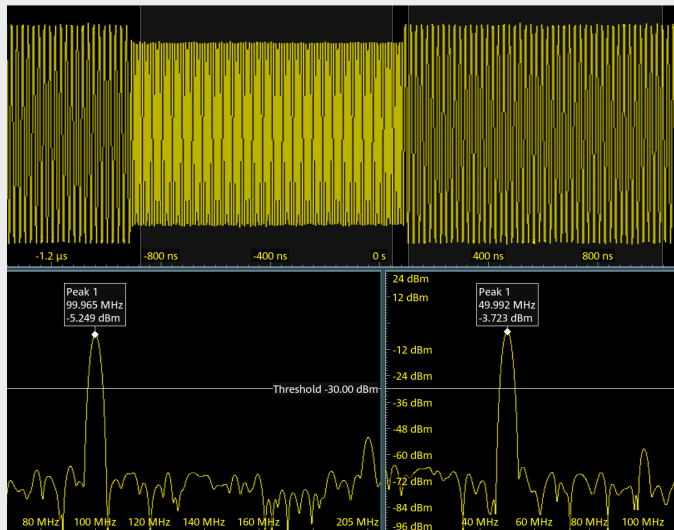 -1.2 µs -800 ns -400 ns 0 s 400 ns 800 ns
Peak 1
99.965 MHz
-5.249 dBm
Threshold -30.00 dBm
80 MHz 100 MHz 120 MHz 140 MHz 160 MHz 205 MHz
24 dBm
12 dBm
Peak 1
49.992 MHz
-3.723 dBm
-12 dBm
-24 dBm
-36 dBm
-48 dBm
-60 dBm
-72 dBm
-84 dBm
-96 dBm
40 MHz 60 MHz 80 MHz 100 MHz